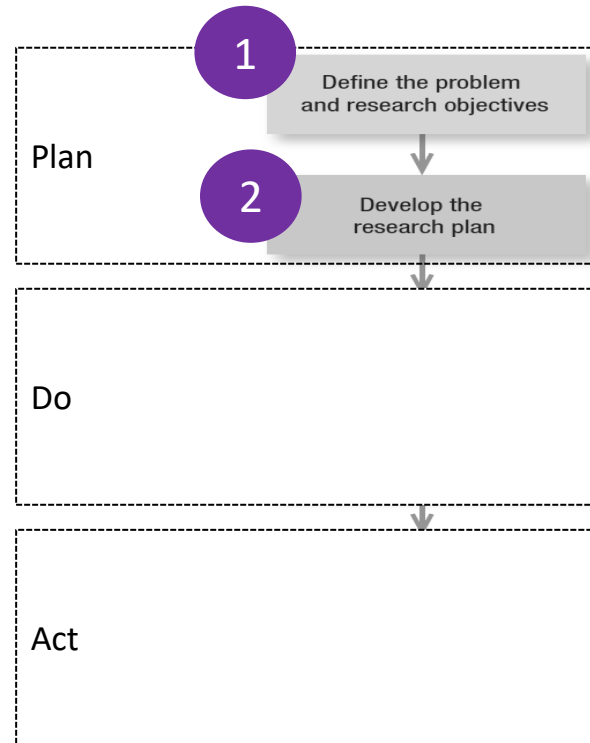 1
Define the problem
and research objectives
Plan
2
Develop the
research plan
Do
Act